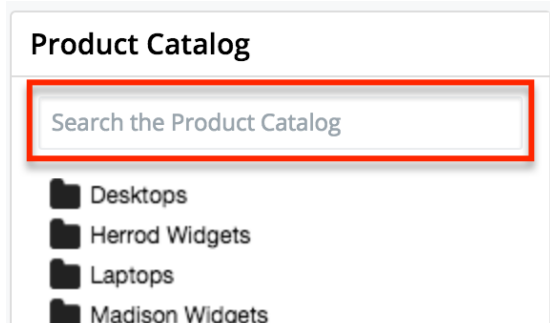 Product Catalog
Search the Product Catalog
Desktops
Herrod Widgets
Laptops
Madison Widgets